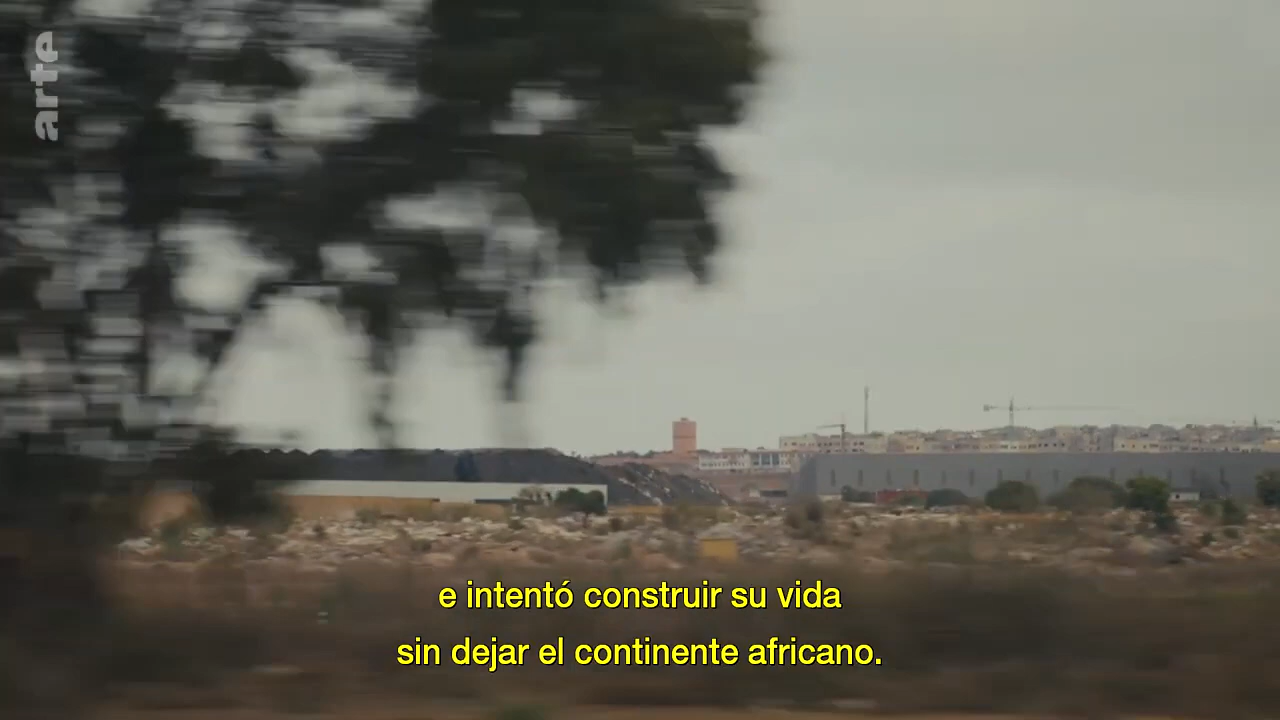 arte
e intentó construir su vida
sin dejar el continente africano.